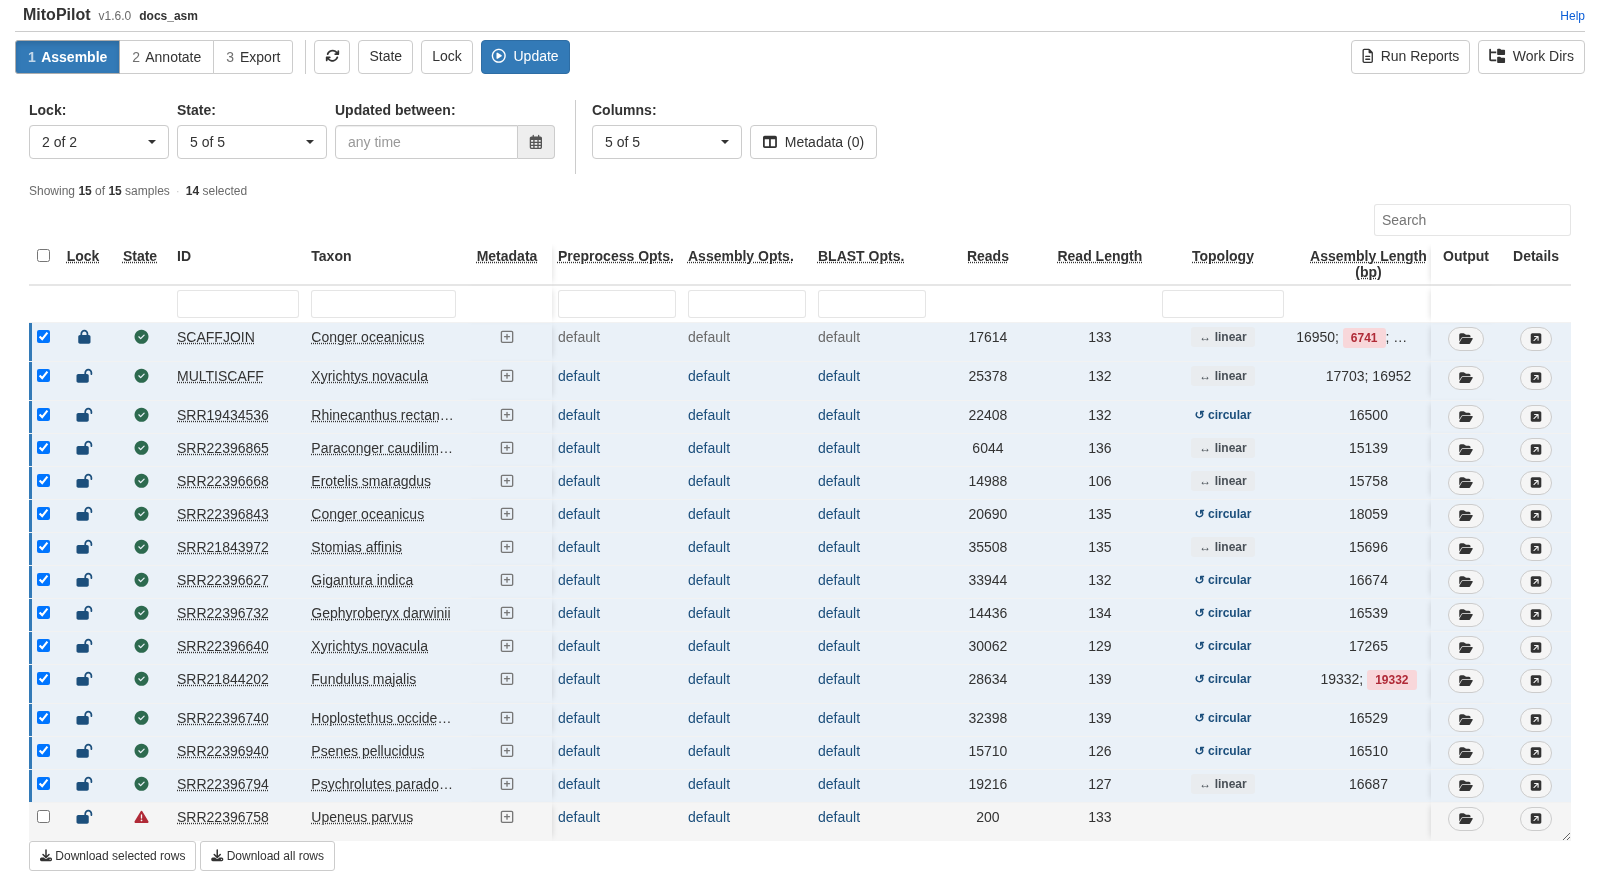 MitoPilot v1.6.0 docs_asm Help
1 Assemble 2 Annotate 3 Export State Lock Update Run Reports Work Dirs
Lock: State: Updated between: Columns:
2 of 2 5 of 5 any time 5 of 5 Metadata (0)
Showing 15 of 15 samples · 14 selected
Search
Lock State ID Taxon Metadata Preprocess Opts. Assembly Opts. BLAST Opts. Reads Read Length Topology Assembly Length (bp) Output Details
SCAFFJOIN Conger oceanicus default default default 17614 133 ↔ linear 16950; 6741; …
MULTISCAFF Xyrichtys novacula default default default 25378 132 ↔ linear 17703; 16952
SRR19434536 Rhinecanthus rectan… default default default 22408 132 ↺ circular 16500
SRR22396865 Paraconger caudilim… default default default 6044 136 ↔ linear 15139
SRR22396668 Erotelis smaragdus default default default 14988 106 ↔ linear 15758
SRR22396843 Conger oceanicus default default default 20690 135 ↺ circular 18059
SRR21843972 Stomias affinis default default default 35508 135 ↔ linear 15696
SRR22396627 Gigantura indica default default default 33944 132 ↺ circular 16674
SRR22396732 Gephyroberyx darwinii default default default 14436 134 ↺ circular 16539
SRR22396640 Xyrichtys novacula default default default 30062 129 ↺ circular 17265
SRR21844202 Fundulus majalis default default default 28634 139 ↺ circular 19332; 19332
SRR22396740 Hoplostethus occide… default default default 32398 139 ↺ circular 16529
SRR22396940 Psenes pellucidus default default default 15710 126 ↺ circular 16510
SRR22396794 Psychrolutes parado… default default default 19216 127 ↔ linear 16687
SRR22396758 Upeneus parvus default default default 200 133
Download selected rows Download all rows